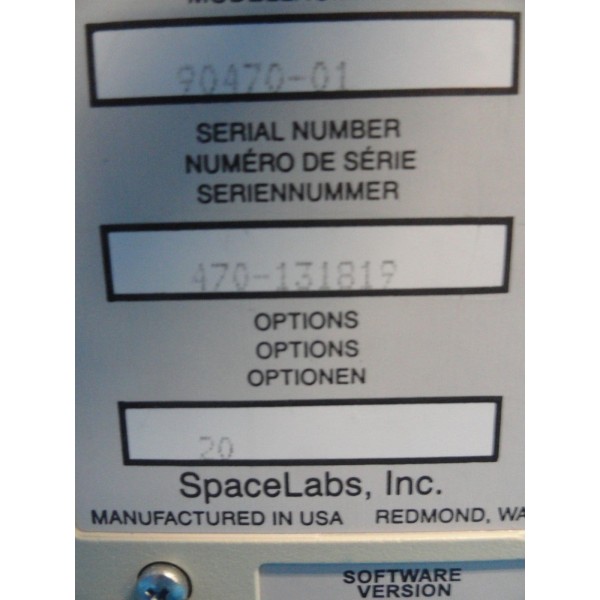 90470-01
SERIAL NUMBER
NUMÉRO DE SÉRIE
SERIENNUMMER
470-131819
OPTIONS
OPTIONS
OPTIONEN
20
SpaceLabs, Inc.
MANUFACTURED IN USA REDMOND, WA
SOFTWARE
VERSION